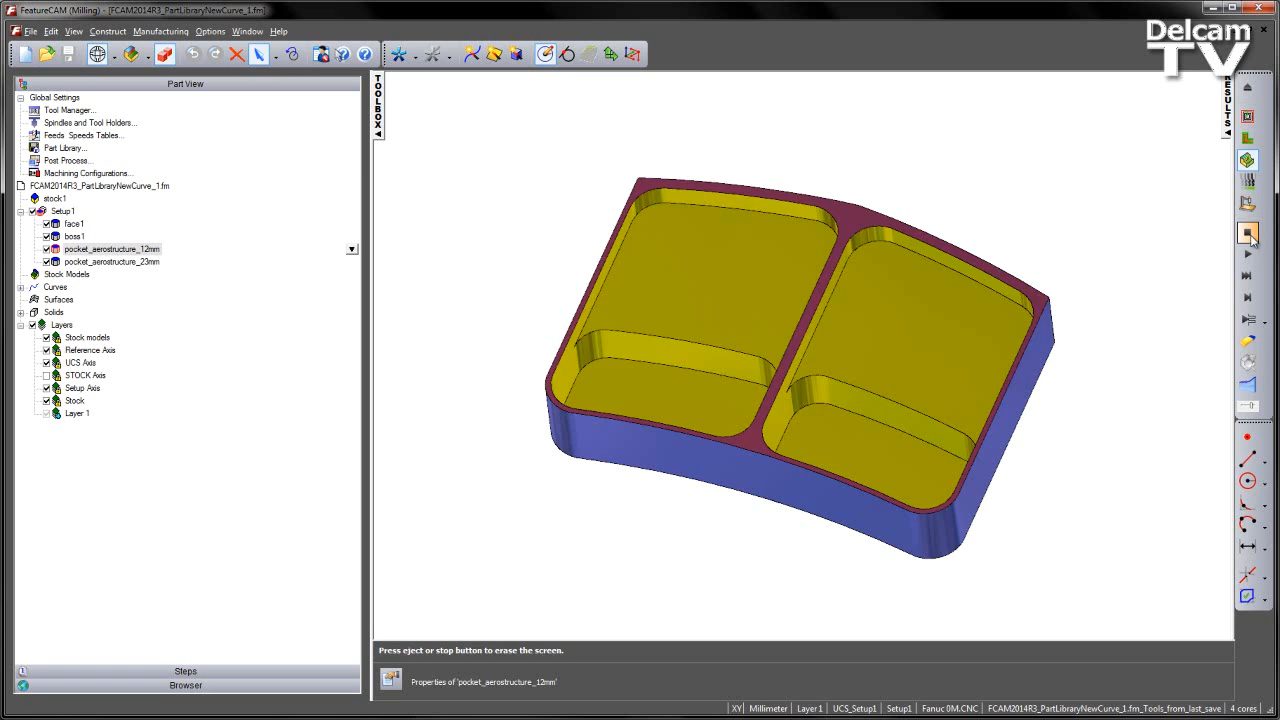 FeatureCAM (Milling) - [FCAM2014R3_PartLibraryNewCurve_1.fm]
File Edit View Construct Manufacturing Options Window Help
Delcam
TV
Part View
TOOLBOX
RESULTS
Global Settings
Tool Manager...
Spindles and Tool Holders...
Feeds Speeds Tables...
Part Library...
Post Process...
Machining Configurations...
FCAM2014R3_PartLibraryNewCurve_1.fm
stock1
Setup1
face1
boss1
pocket_aerostructure_12mm
pocket_aerostructure_23mm
Stock Models
Curves
Surfaces
Solids
Layers
Stock models
Reference Axis
UCS Axis
STOCK Axis
Setup Axis
Stock
Layer 1
Press eject or stop button to erase the screen.
Steps
Properties of 'pocket_aerostructure_12mm'
Browser
XY Millimeter Layer1 UCS_Setup1 Setup1 Fanuc 0M.CNC FCAM2014R3_PartLibraryNewCurve_1.fm_Tools_from_last_save 4 cores